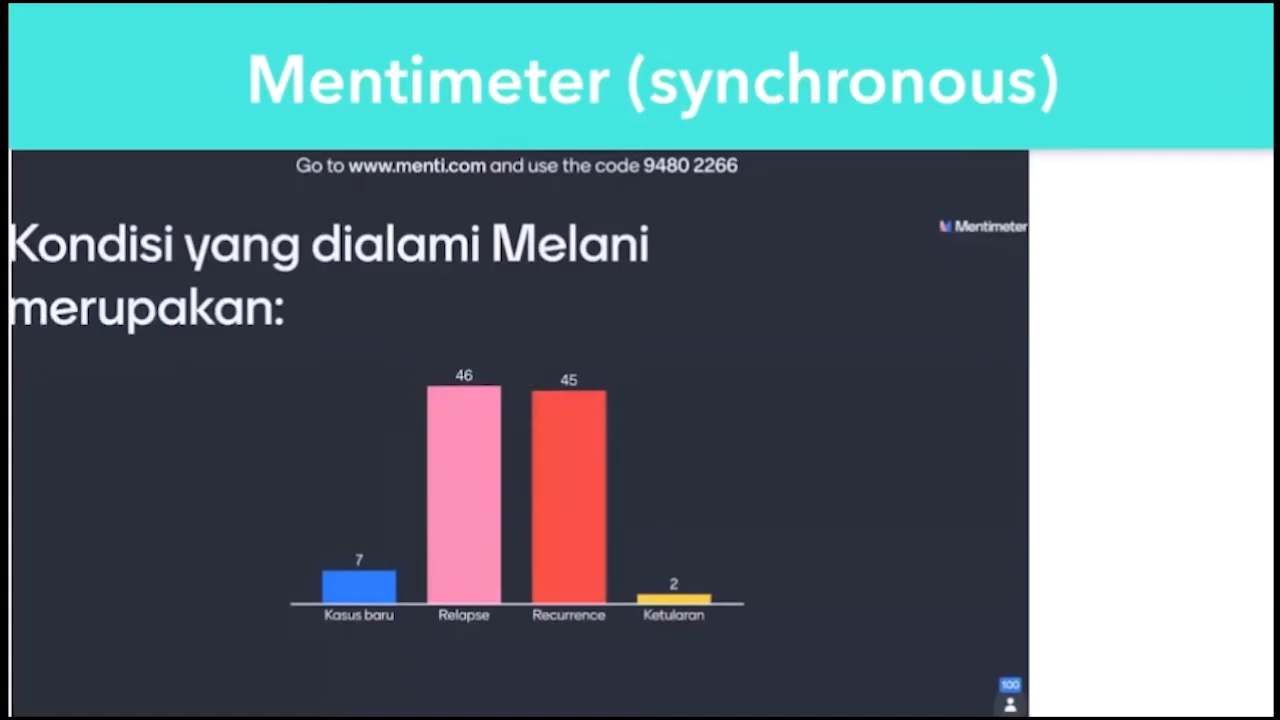 Mentimeter (synchronous)
Go to www.menti.com and use the code 9480 2266
Mentimeter
Kondisi yang dialami Melani
merupakan:
46
45
7
2
Kasus baru
Relapse
Recurrence
Ketularan
100